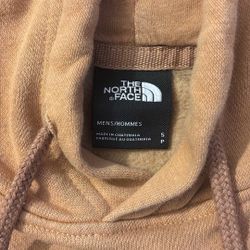 THE
NORTH
FACE
MENS/HOMMES
MADE IN GUATEMALA
FABRIQUÉ AU GUATEMALA
S
P